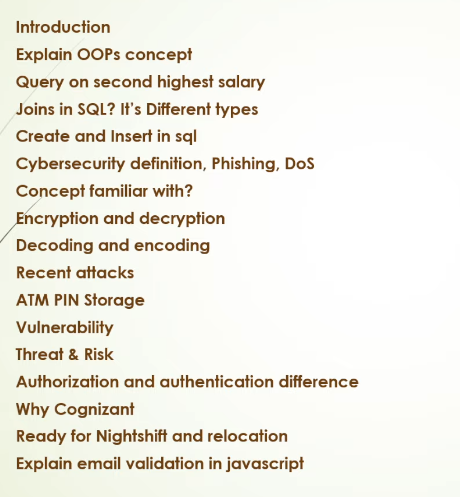 Introduction
Explain OOPs concept
Query on second highest salary
Joins in SQL? It's Different types
Create and Insert in sql
Cybersecurity definition, Phishing, DoS
Concept familiar with?
Encryption and decryption
Decoding and encoding
Recent attacks
ATM PIN Storage
Vulnerability
Threat & Risk
Authorization and authentication difference
Why Cognizant
Ready for Nightshift and relocation
Explain email validation in javascript